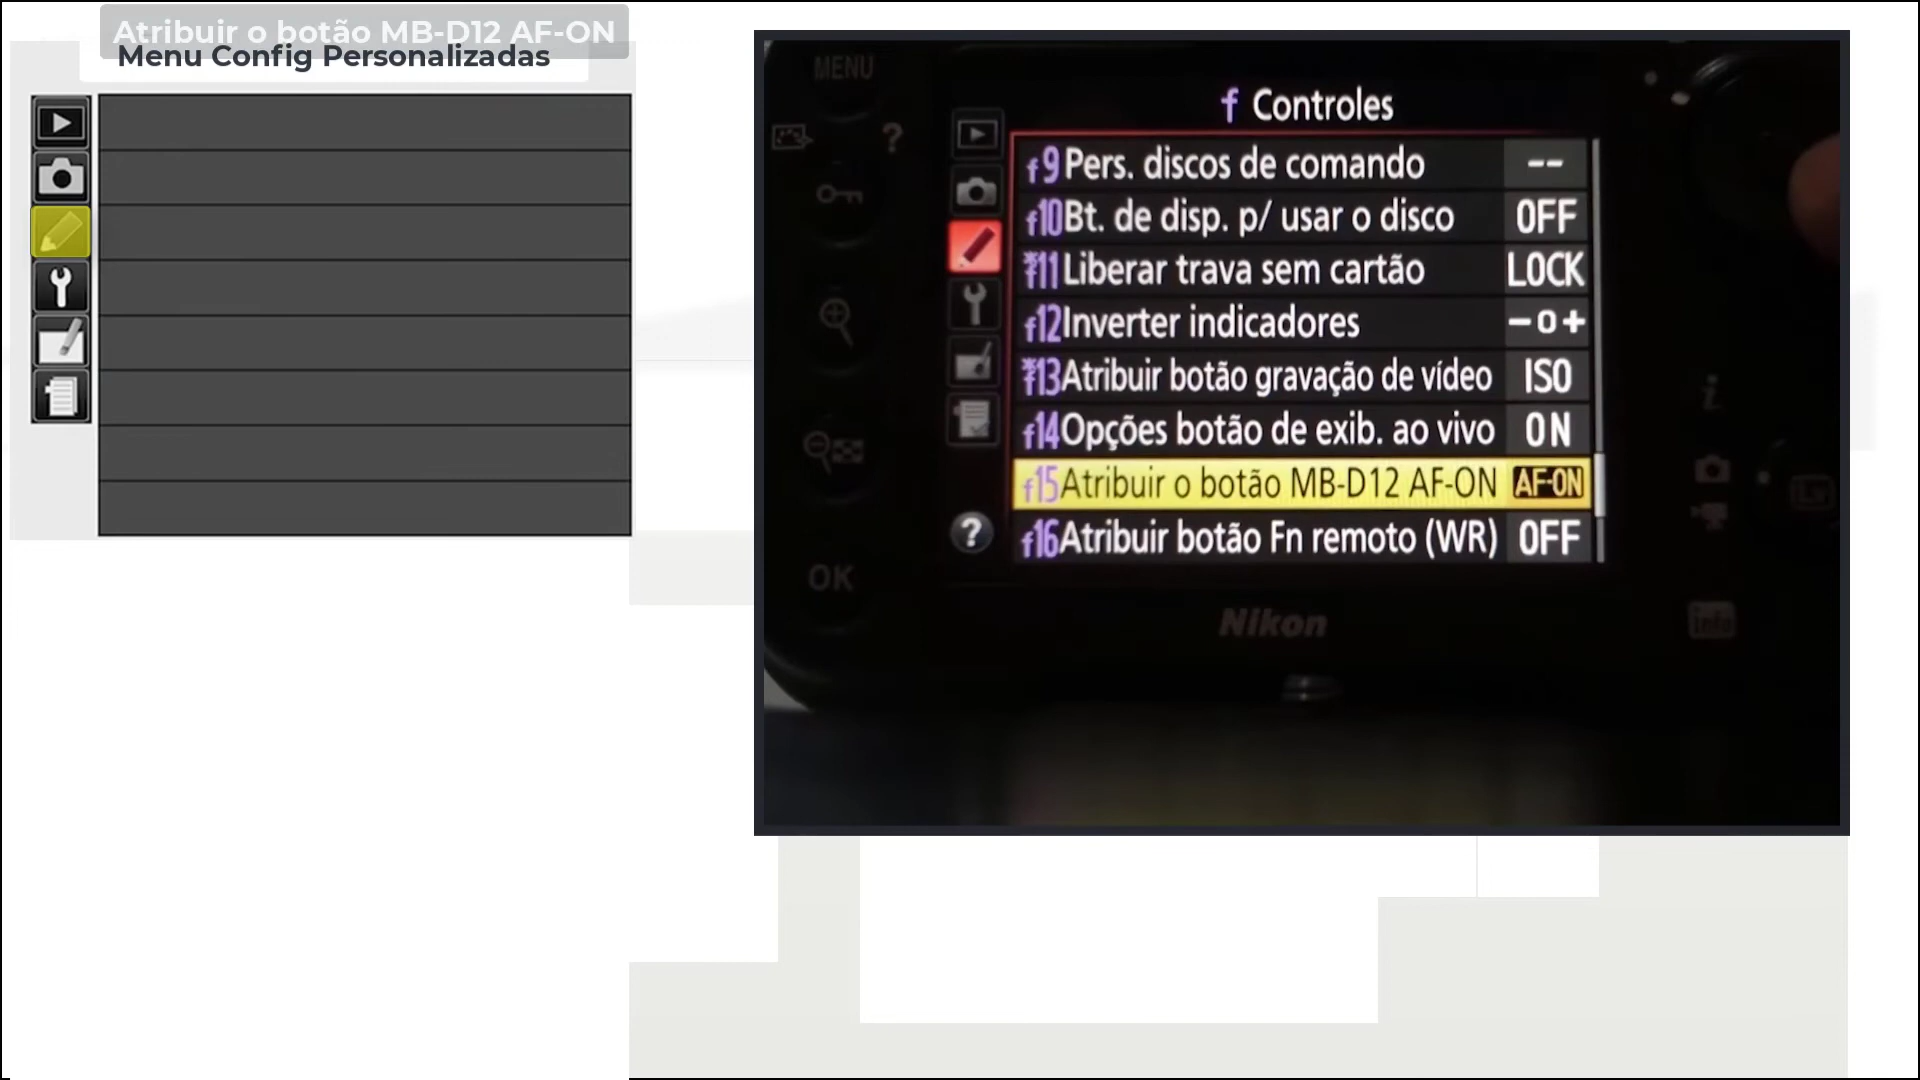 Atribuir o botão MB-D12 AF-ON
Menu Config Personalizadas
MENU
?
f Controles
f9 Pers. discos de comando --
f10 Bt. de disp. p/ usar o disco OFF
*f11 Liberar trava sem cartão LOCK
f12 Inverter indicadores -0+
*f13 Atribuir botão gravação de vídeo ISO
f14 Opções botão de exib. ao vivo ON
f15 Atribuir o botão MB-D12 AF-ON AF-ON
f16 Atribuir botão Fn remoto (WR) OFF
?
OK
Nikon
i
Lv
info